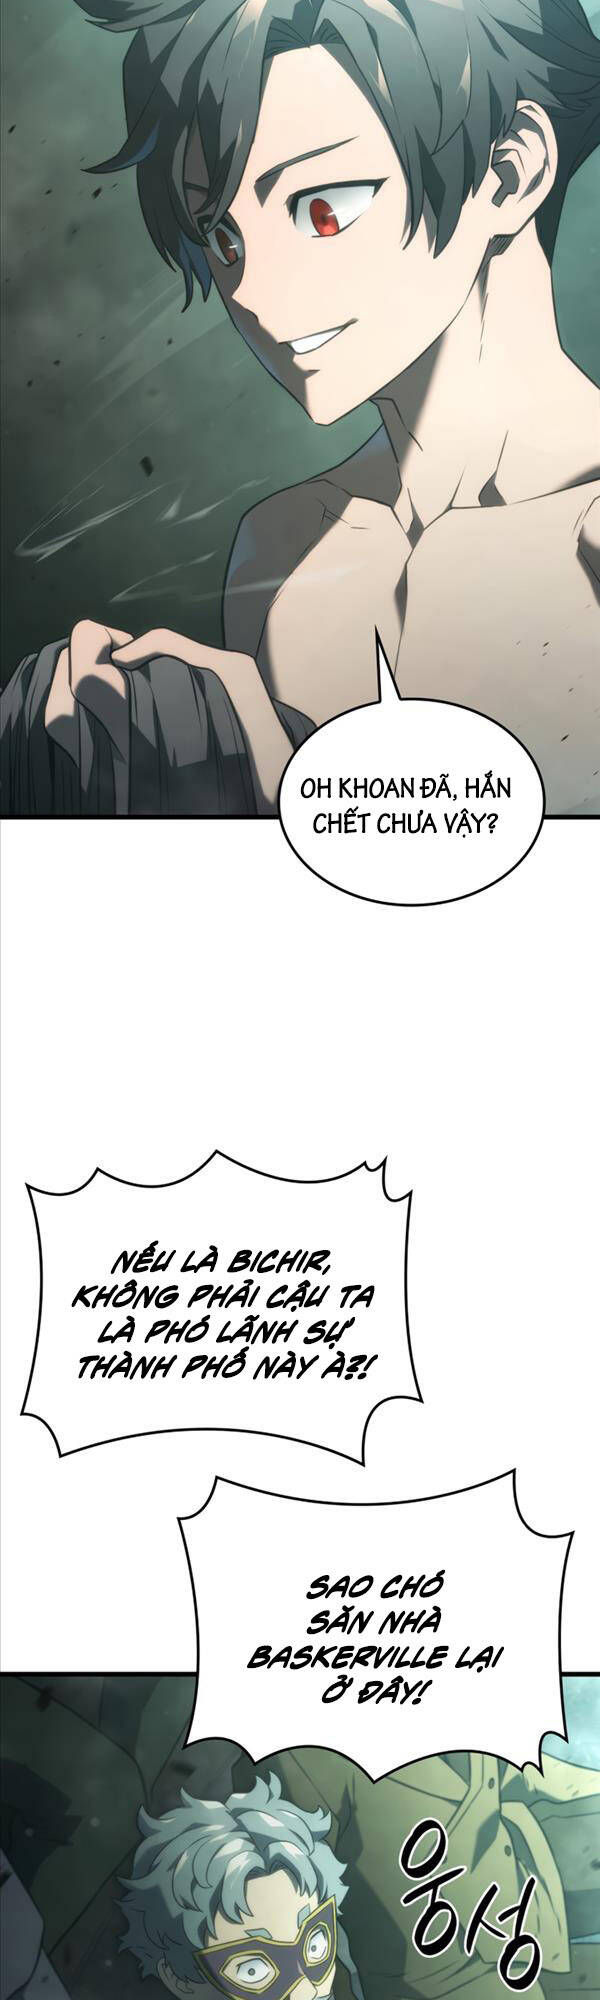 OH KHOAN ĐÃ, HẮN
CHẾT CHƯA VẬY?
NẾU LÀ BICHIR,
KHÔNG PHẢI CẬU TA
LÀ PHÓ LÃNH SỰ
THÀNH PHỐ NÀY À?!
SAO CHÓ
SĂN NHÀ
BASKERVILLE LẠI
Ở ĐÂY!
웅성